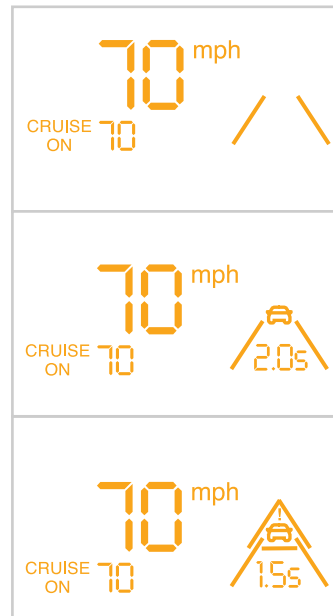 70 mph
CRUISE
ON 70
70 mph
2.0s
CRUISE
ON 70
70 mph
!
1.5s
CRUISE
ON 70